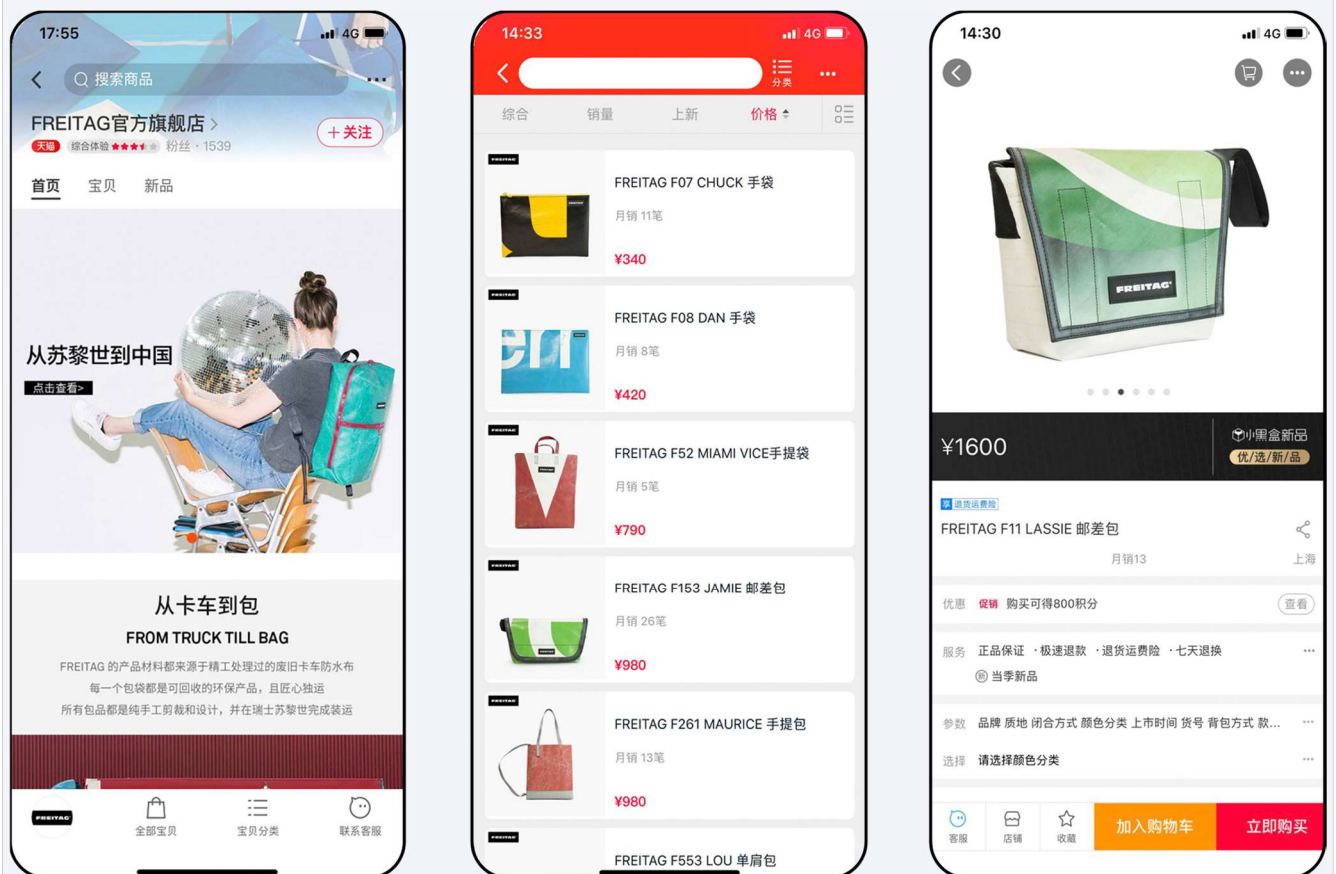 17:55
4G
搜索商品
FREITAG官方旗舰店 >
+关注
天猫 综合体验 粉丝 · 1539
首页 宝贝 新品
从苏黎世到中国
点击查看>
从卡车到包
FROM TRUCK TILL BAG
FREITAG 的产品材料都来源于精工处理过的废旧卡车防水布
每一个包袋都是可回收的环保产品，且匠心独运
所有包品都是纯手工剪裁和设计，并在瑞士苏黎世完成装运
FREITAG
全部宝贝 宝贝分类 联系客服
14:33
4G
分类
综合 销量 上新 价格
FREITAG
FREITAG F07 CHUCK 手袋
月销 11笔
¥340
FREITAG
FREITAG F08 DAN 手袋
月销 8笔
¥420
FREITAG
FREITAG F52 MIAMI VICE手提袋
月销 5笔
¥790
FREITAG
FREITAG F153 JAMIE 邮差包
月销 26笔
¥980
FREITAG
FREITAG F261 MAURICE 手提包
月销 13笔
¥980
FREITAG
FREITAG F553 LOU 单肩包
14:30
4G
FREITAG
¥1600
小黑盒新品
优/选/新/品
享 退货运费险
FREITAG F11 LASSIE 邮差包
月销13 上海
优惠 促销 购买可得800积分 查看
服务 正品保证 ·极速退款 ·退货运费险 ·七天退换
新 当季新品
参数 品牌 质地 闭合方式 颜色分类 上市时间 货号 背包方式 款...
选择 请选择颜色分类
客服 店铺 收藏 加入购物车 立即购买